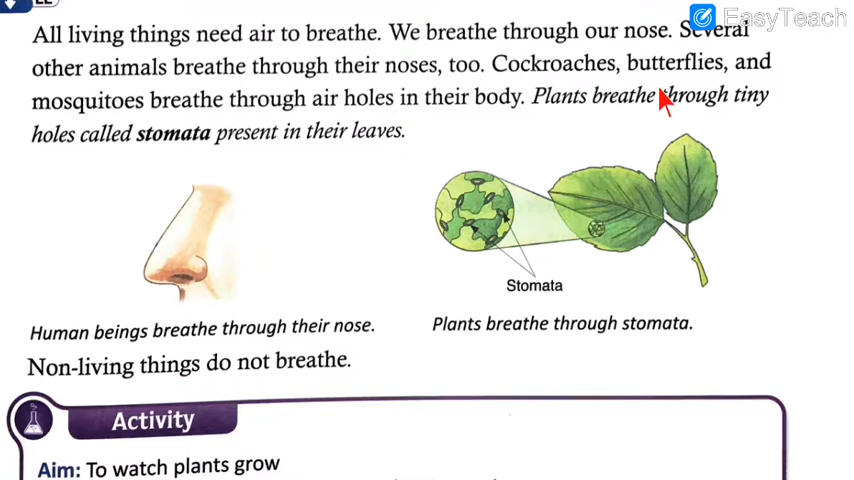 EasyTeach
All living things need air to breathe. We breathe through our nose. Several
other animals breathe through their noses, too. Cockroaches, butterflies, and
mosquitoes breathe through air holes in their body. Plants breathe through tiny
holes called stomata present in their leaves.
Stomata
Human beings breathe through their nose.
Plants breathe through stomata.
Non-living things do not breathe.
Activity
Aim: To watch plants grow